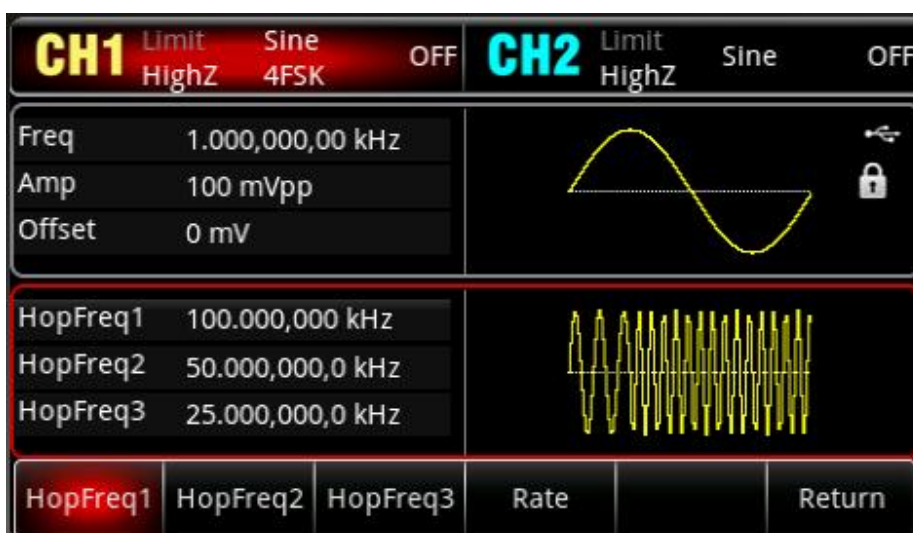 CH1 Limit Sine OFF CH2 Limit Sine OFF
HighZ 4FSK HighZ
Freq 1.000,000,00 kHz
Amp 100 mVpp
Offset 0 mV
HopFreq1 100.000,000 kHz
HopFreq2 50.000,000,0 kHz
HopFreq3 25.000,000,0 kHz
HopFreq1 HopFreq2 HopFreq3 Rate Return